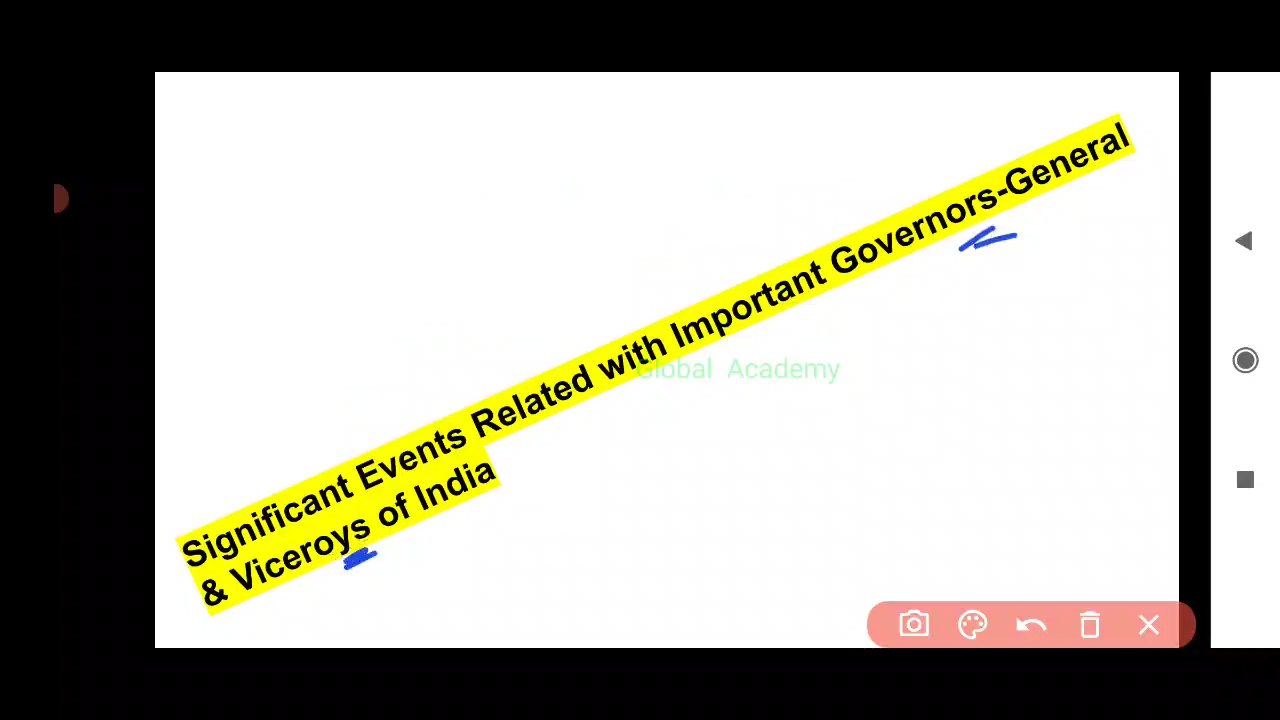 Significant Events Related with Important Governors-General
& Viceroys of India
Global Academy